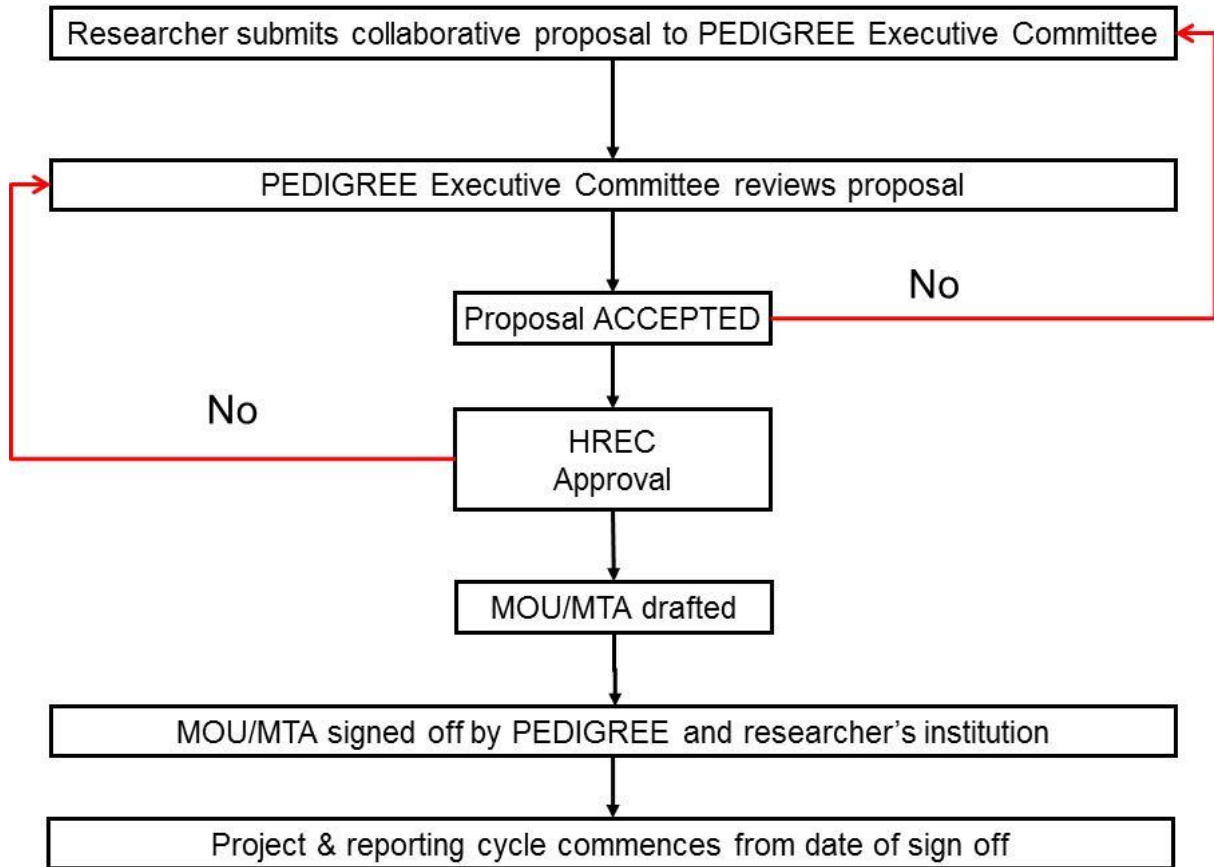 Researcher submits collaborative proposal to PEDIGREE Executive Committee
PEDIGREE Executive Committee reviews proposal
No
Proposal ACCEPTED
No
HREC
Approval
MOU/MTA drafted
MOU/MTA signed off by PEDIGREE and researcher’s institution
Project & reporting cycle commences from date of sign off